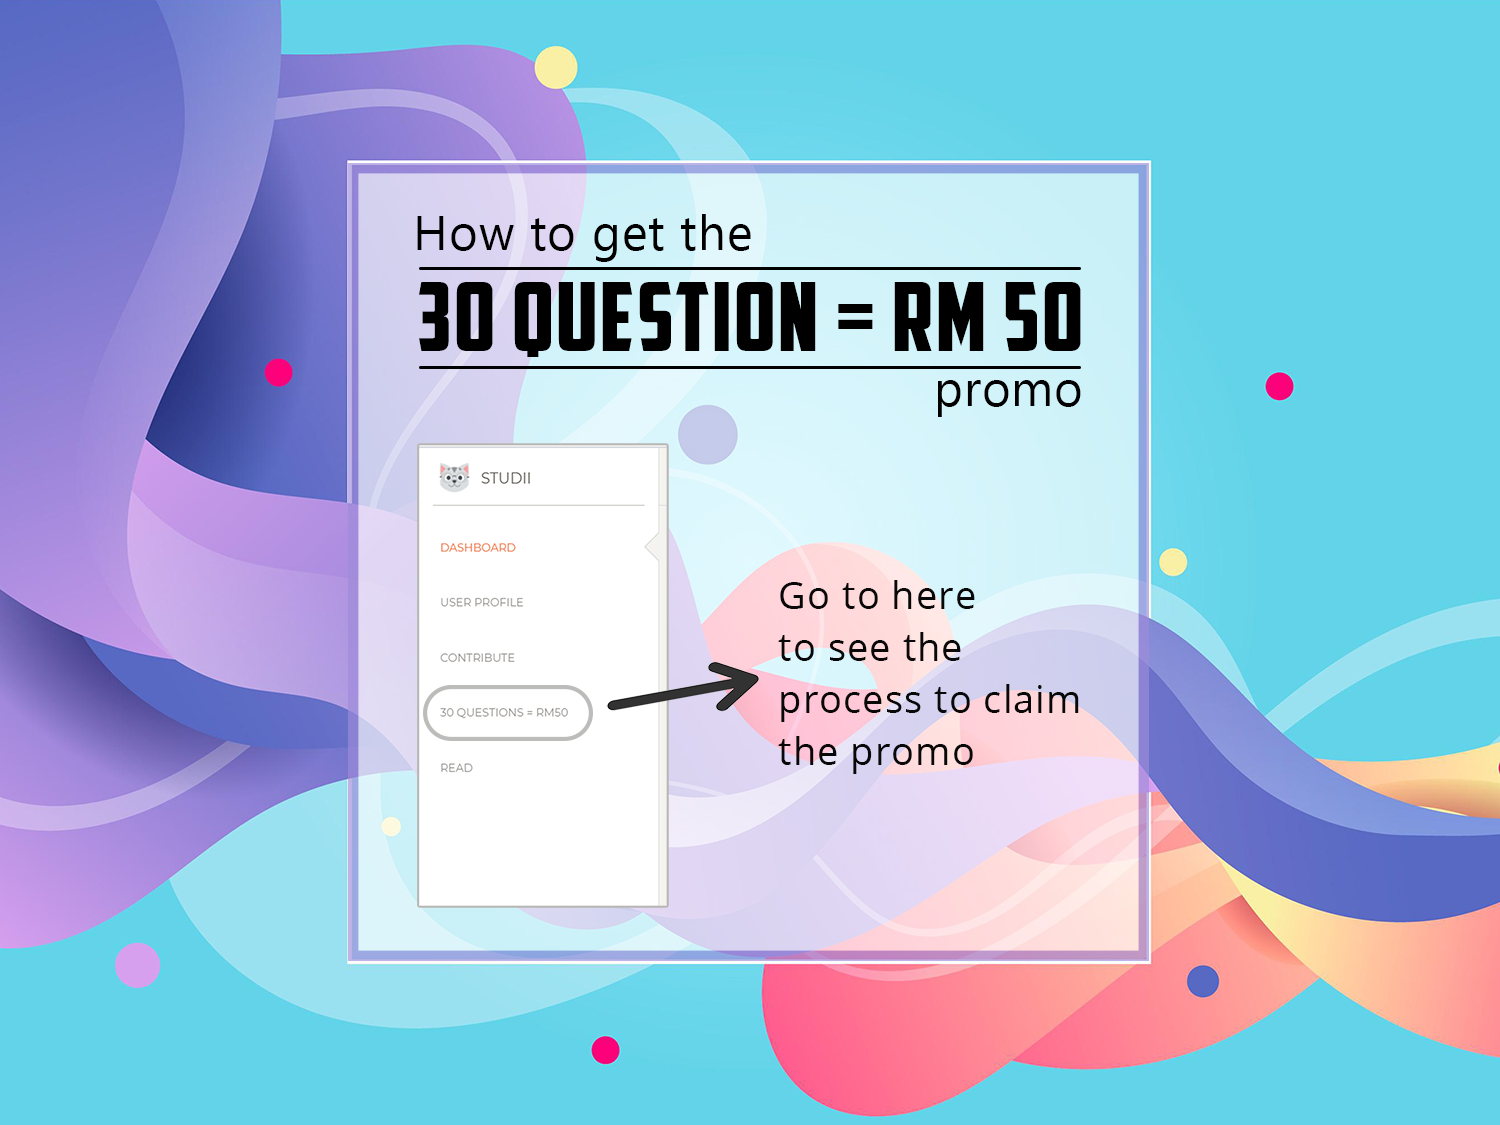 How to get the
30 QUESTION = RM 50
promo
STUDII
DASHBOARD
USER PROFILE
CONTRIBUTE
30 QUESTIONS = RM50
READ
Go to here
to see the
process to claim
the promo